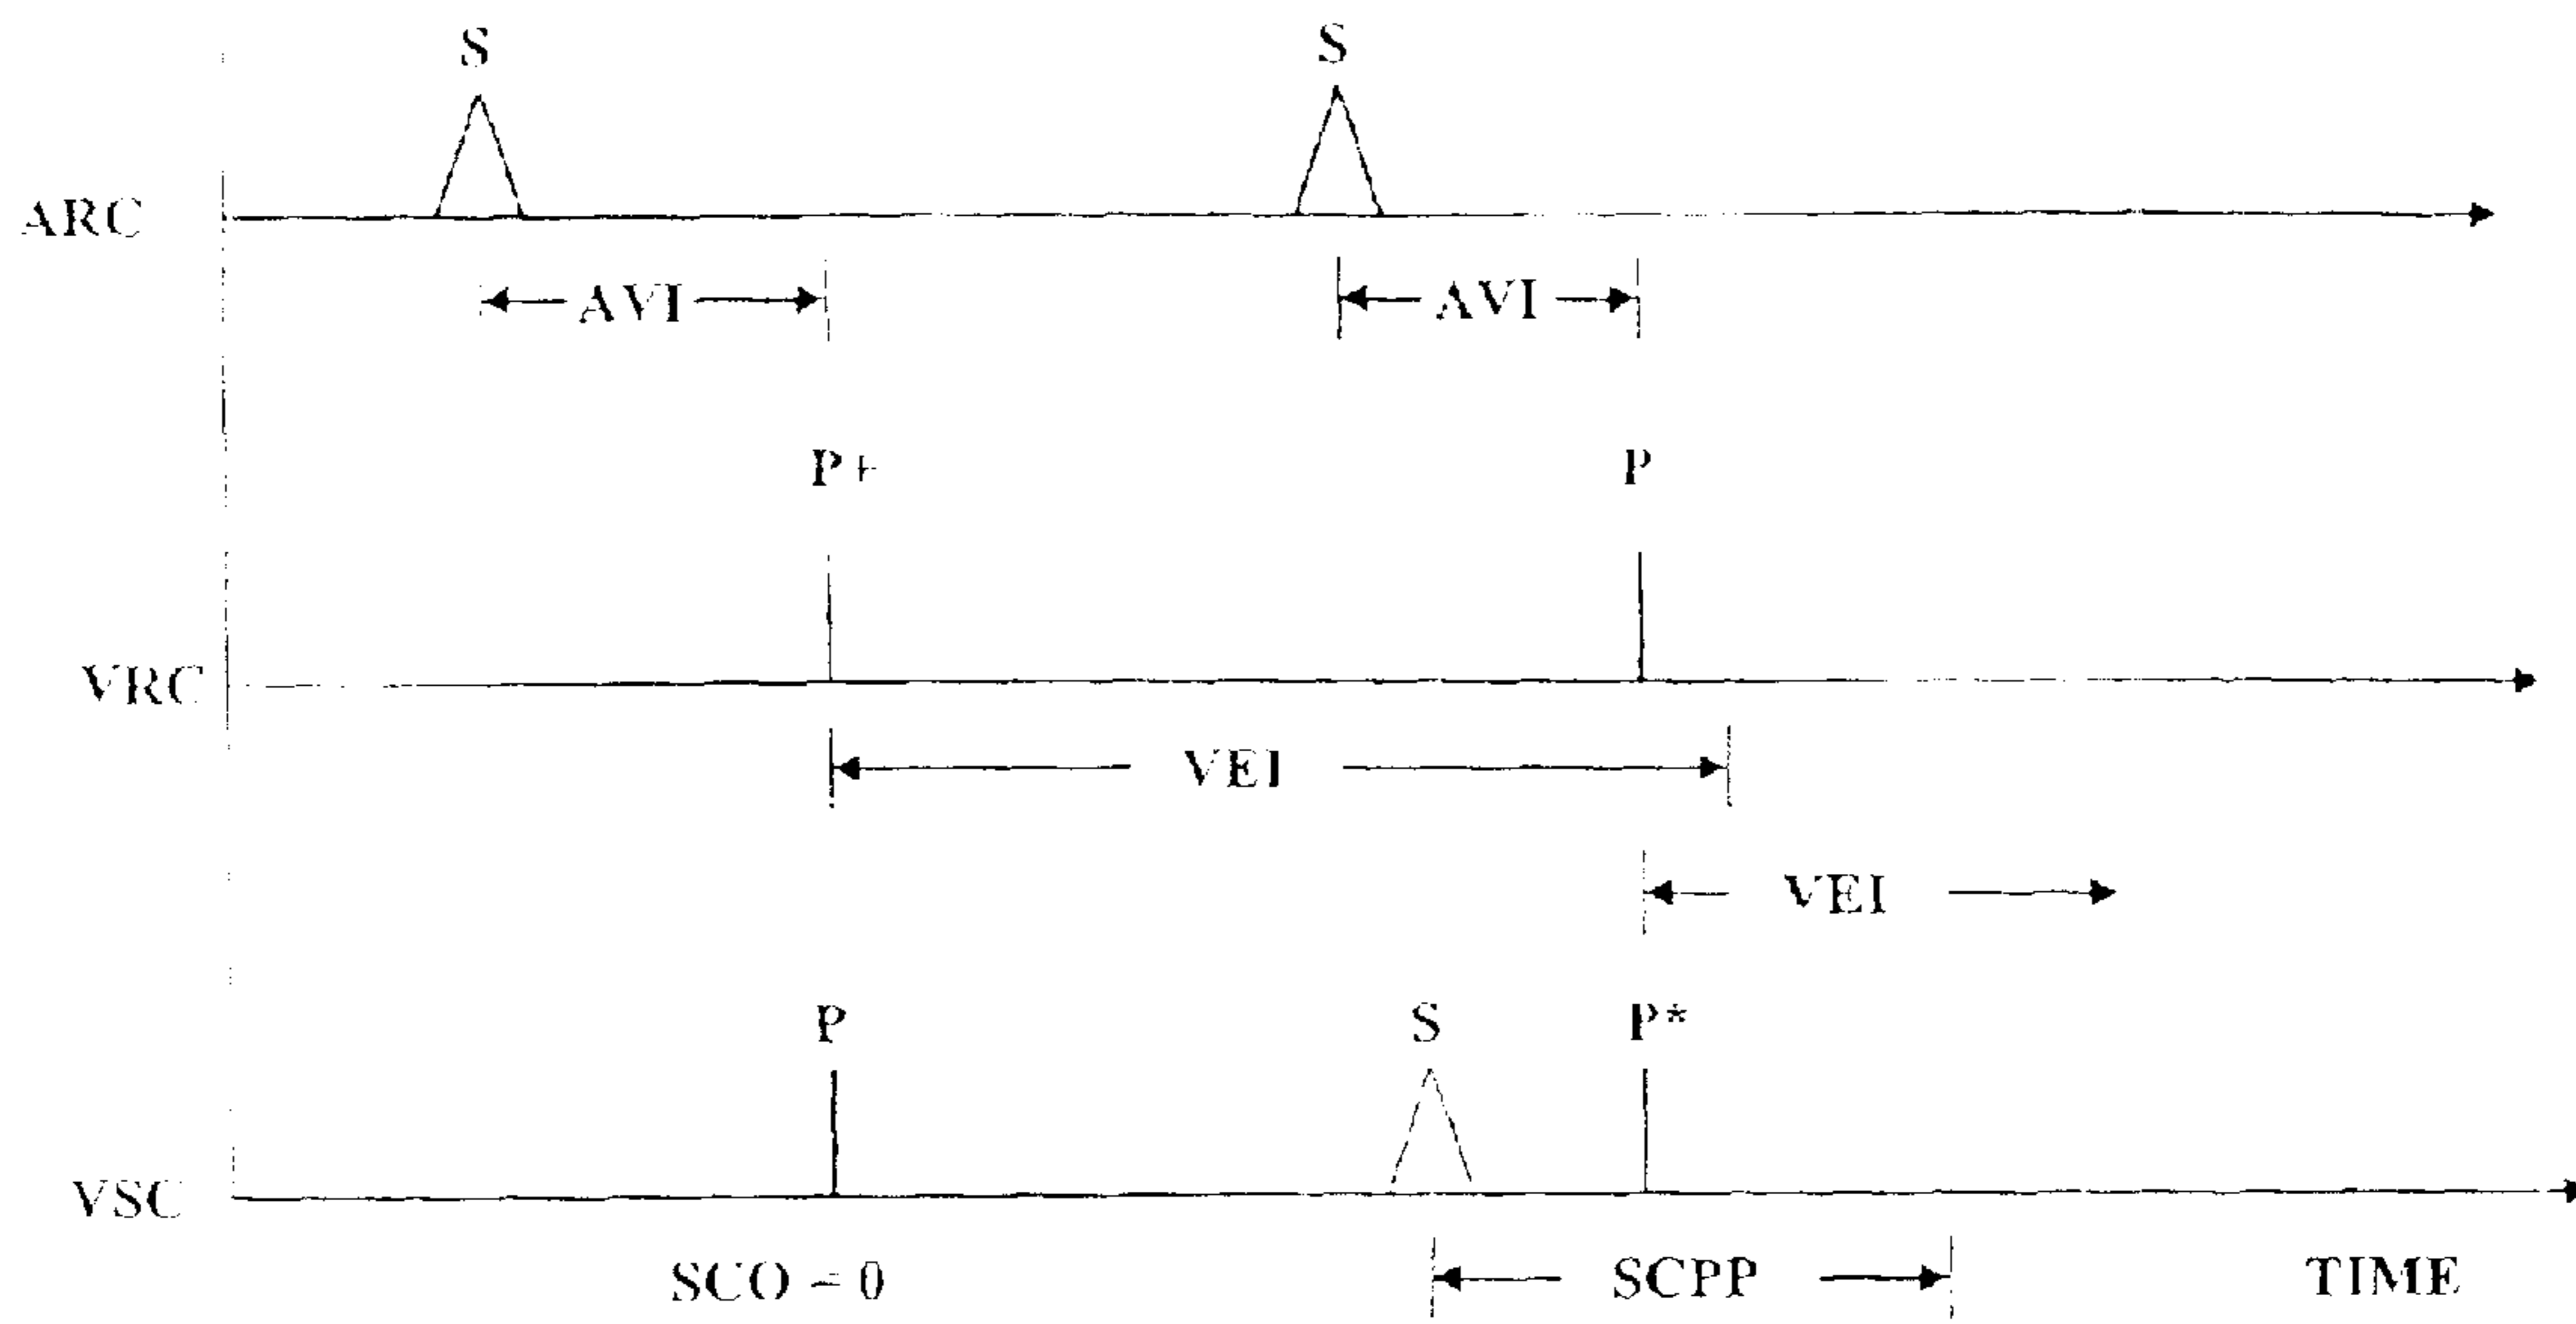 S S
ARC
AVI AVI
P+ P
VRC
VEI
VEI
P S P*
VSC
SCO = 0 SCPP TIME